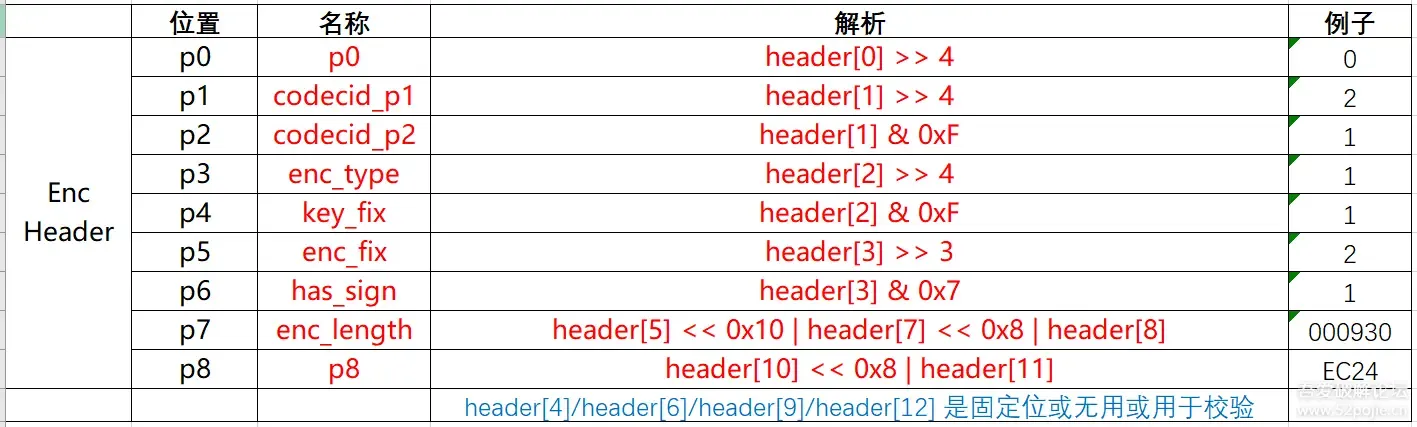 位置 名称 解析 例子
p0 p0 header[0] >> 4 0
p1 codecid_p1 header[1] >> 4 2
p2 codecid_p2 header[1] & 0xF 1
p3 enc_type header[2] >> 4 1
Enc Header
p4 key_fix header[2] & 0xF 1
p5 enc_fix header[3] >> 3 2
p6 has_sign header[3] & 0x7 1
p7 enc_length header[5] << 0x10 | header[7] << 0x8 | header[8] 000930
p8 p8 header[10] << 0x8 | header[11] EC24
header[4]/header[6]/header[9]/header[12] 是固定位或无用或用于校验
吾爱破解论坛
www.52pojie.cn